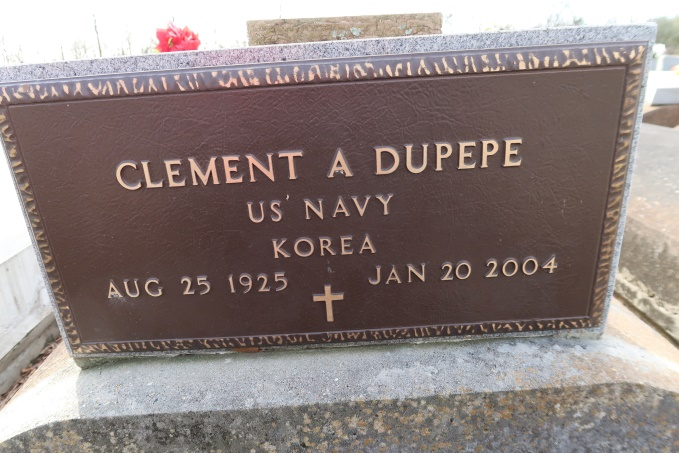 CLEMENT A DUPEPE
US NAVY
KOREA
AUG 25 1925 JAN 20 2004